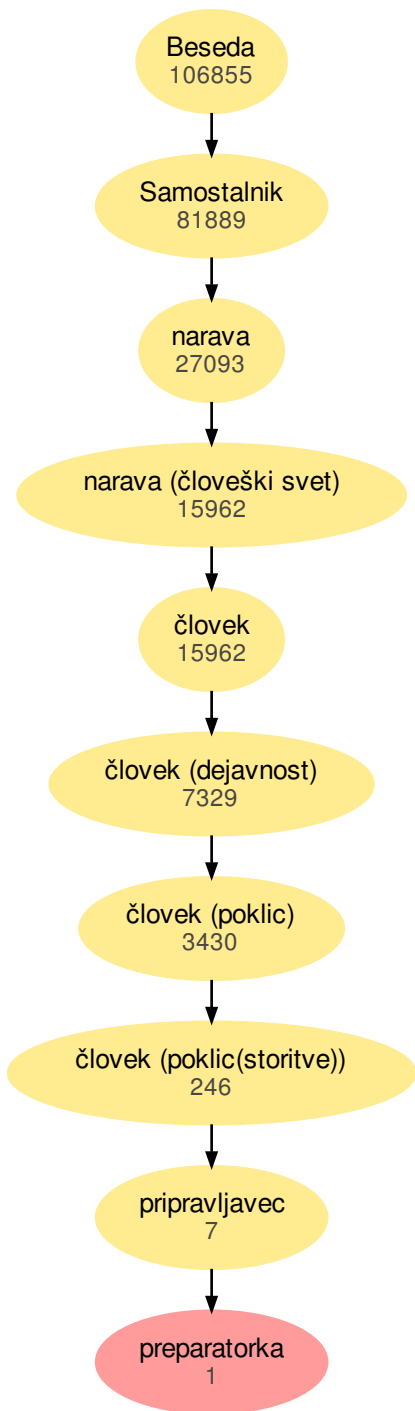 Beseda
106855
Samostalnik
81889
narava
27093
narava (človeški svet)
15962
človek
15962
človek (dejavnost)
7329
človek (poklic)
3430
človek (poklic(storitve))
246
pripravljavec
7
preparatorka
1